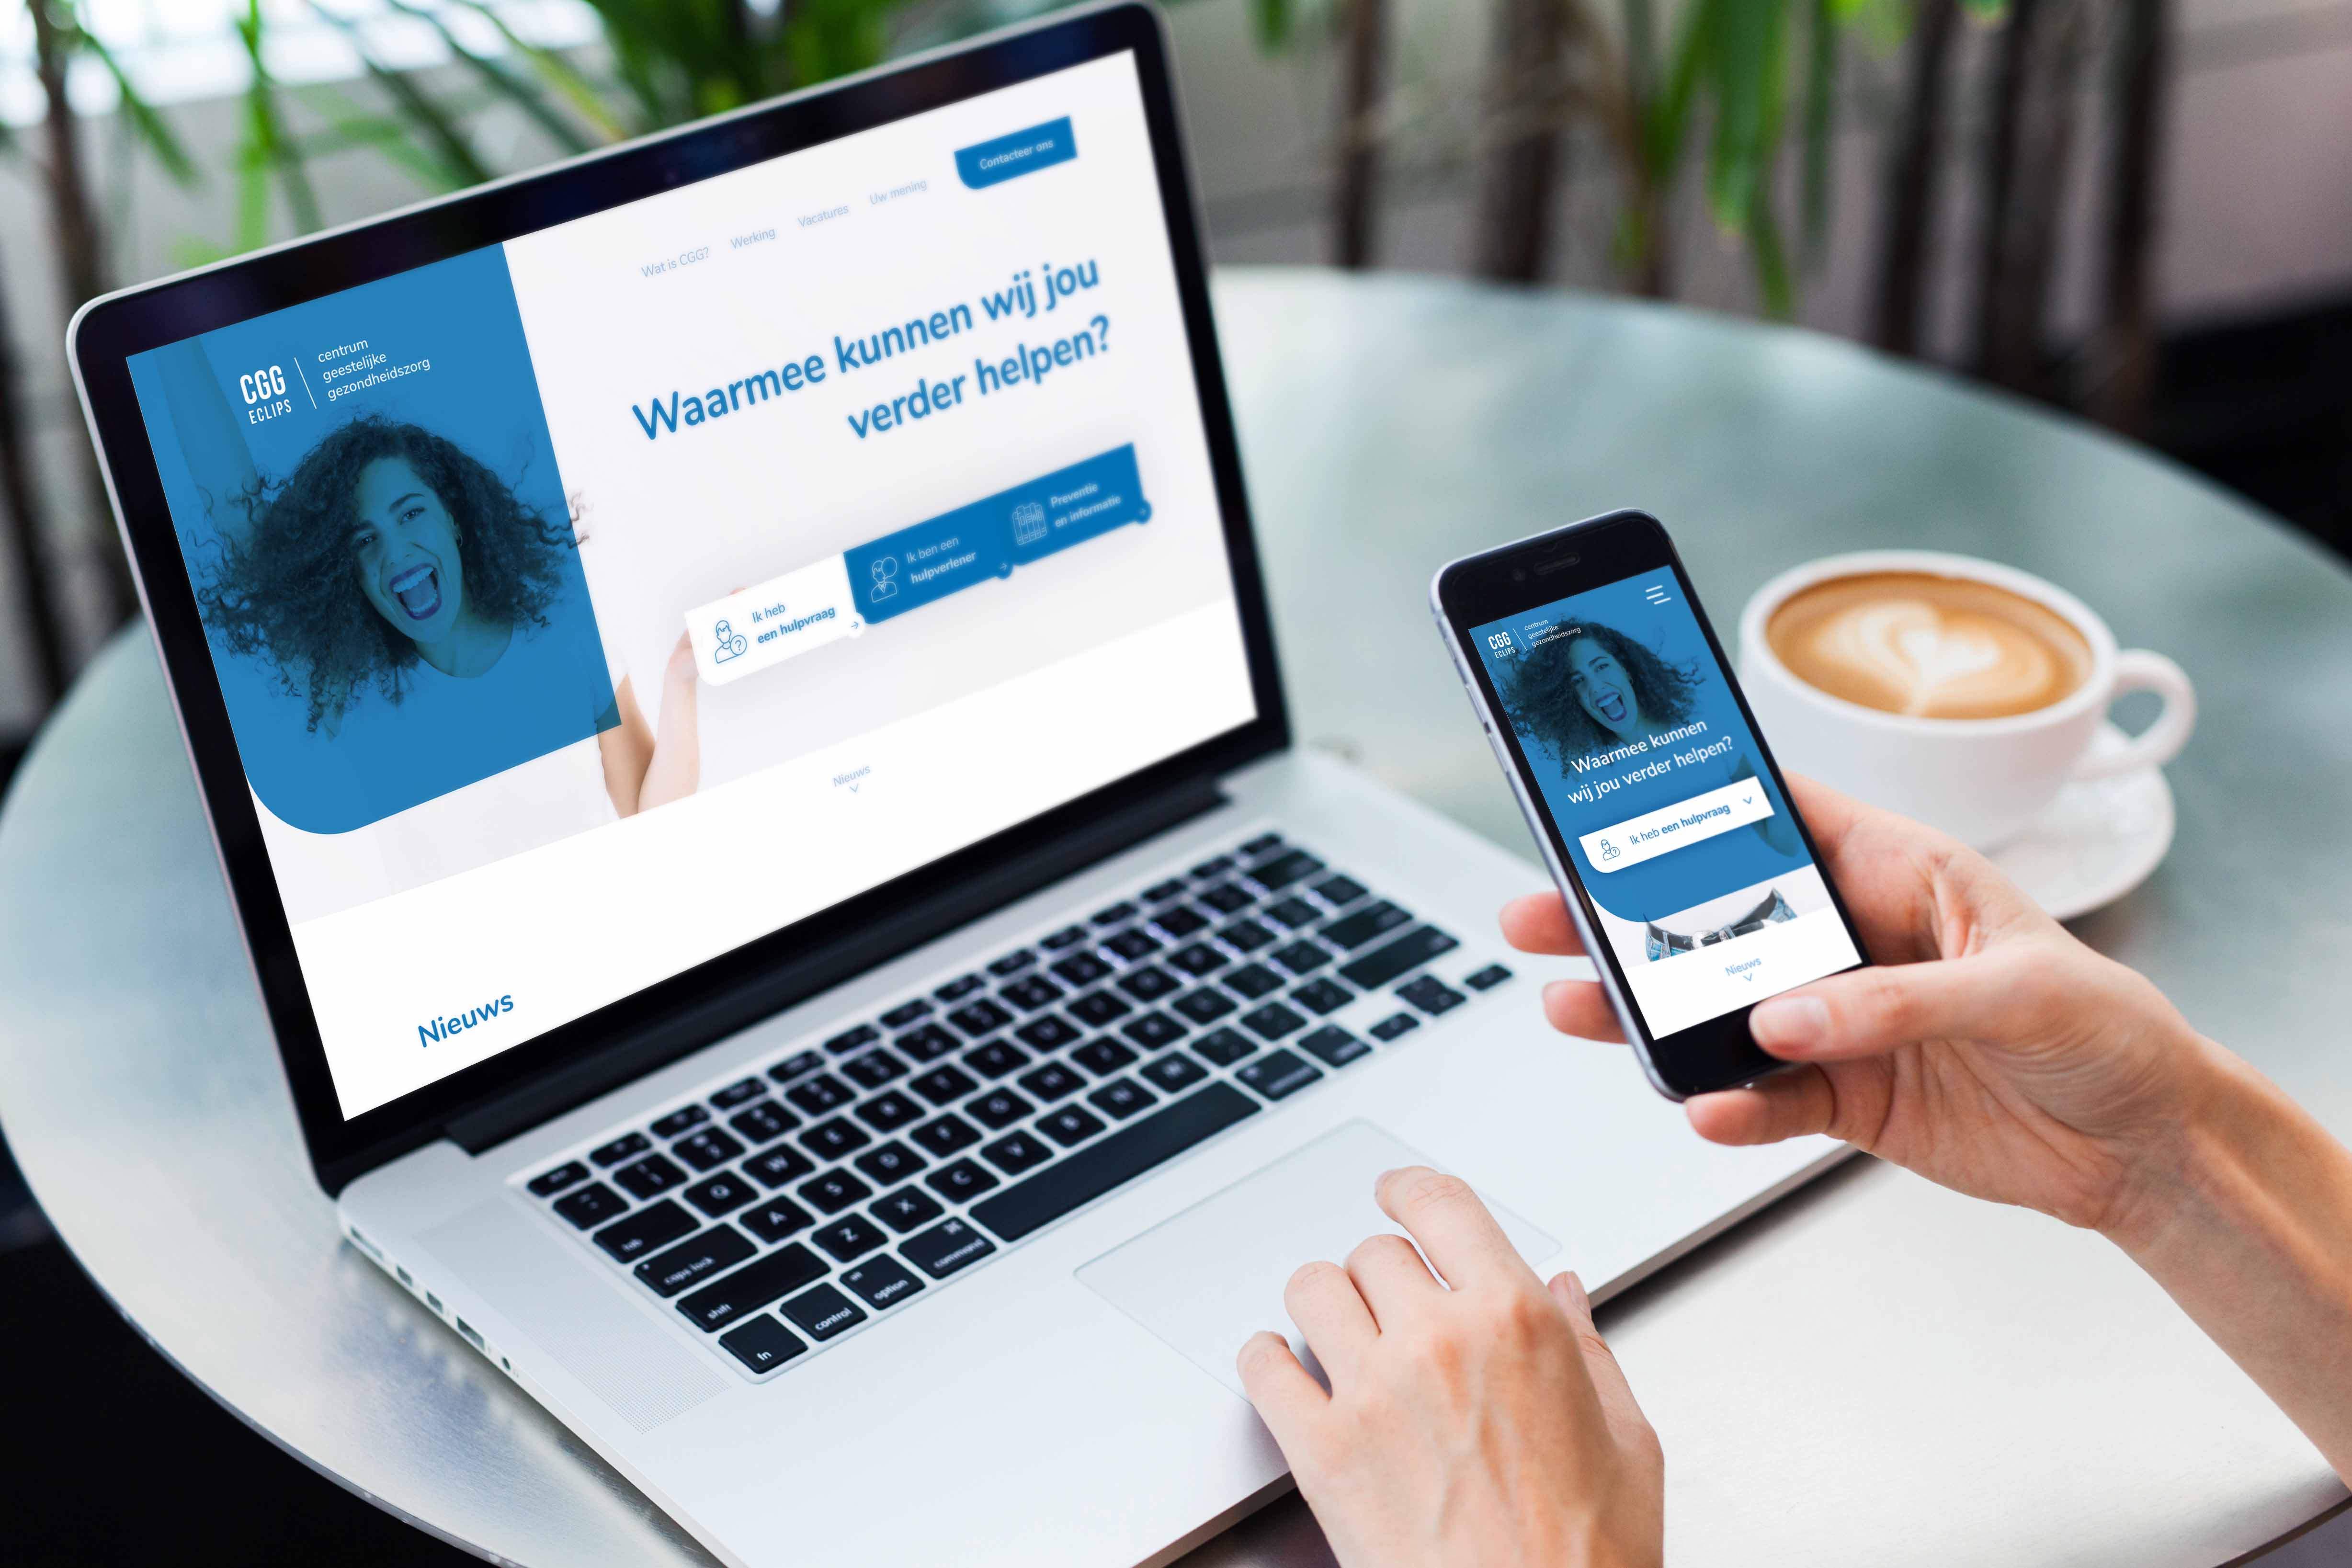 Contacteer ons
Wat is CGG?
Werking
Vacatures
Uw mening
CGG
ECLIPS
centrum
geestelijke
gezondheidszorg
Waarmee kunnen wij jou
verder helpen?
Ik heb
een hulpvraag
?
Ik ben een
hulpverlener
Preventie
en informatie
Nieuws
Nieuws
CGG
ECLIPS
centrum
geestelijke
gezondheidszorg
Waarmee kunnen
wij jou verder helpen?
Ik heb een hulpvraag
?
Nieuws
tab
Q
W
caps lock
A
S
D
F
shift
Z
X
C
V
B
fn
control
option
command
⌘